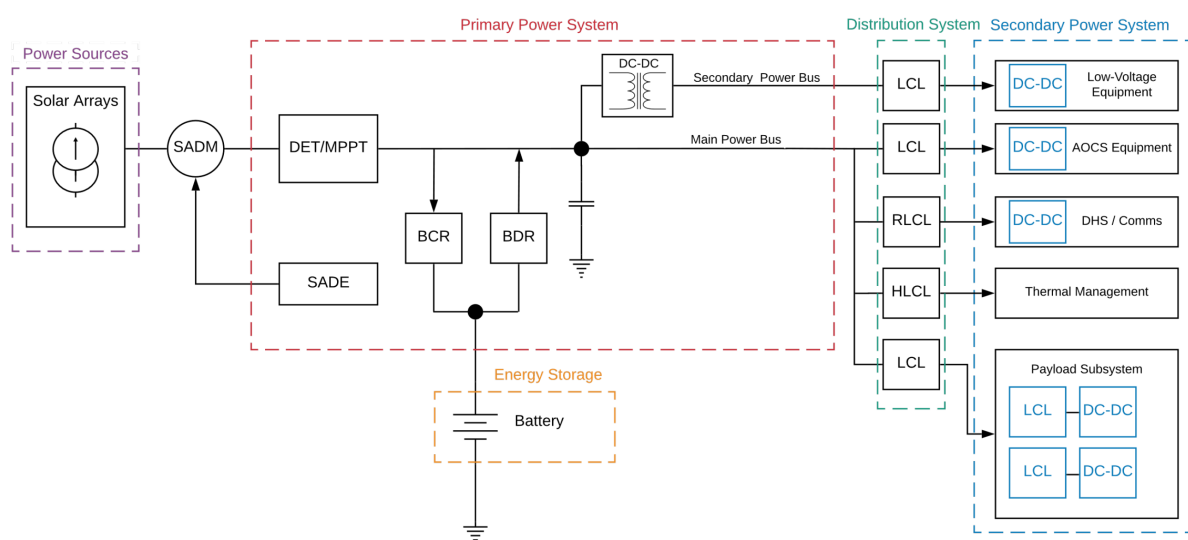 Primary Power System
Distribution System
Secondary Power System
Power Sources
Solar Arrays
SADM
DET/MPPT
SADE
BCR
BDR
DC-DC
Secondary Power Bus
Main Power Bus
LCL
LCL
RLCL
HLCL
LCL
DC-DC
Low-Voltage
Equipment
DC-DC
AOCS Equipment
DC-DC
DHS / Comms
Thermal Management
Payload Subsystem
LCL
DC-DC
LCL
DC-DC
Energy Storage
Battery